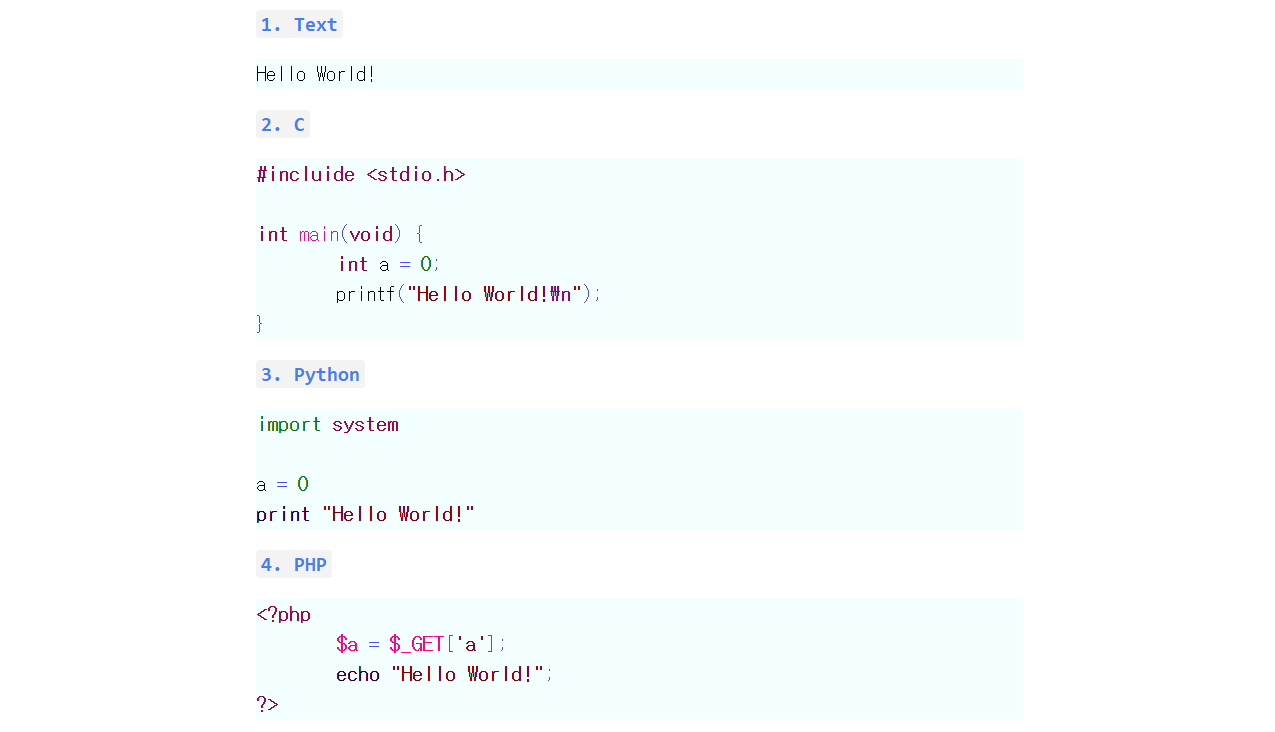 1. Text
Hello World!
2. C
#incluide <stdio.h>
int main(void) {
int a = 0;
printf("Hello World!₩n");
}
3. Python
import system
a = 0
print "Hello World!"
4. PHP
<?php
$a = $_GET['a'];
echo "Hello World!";
?>